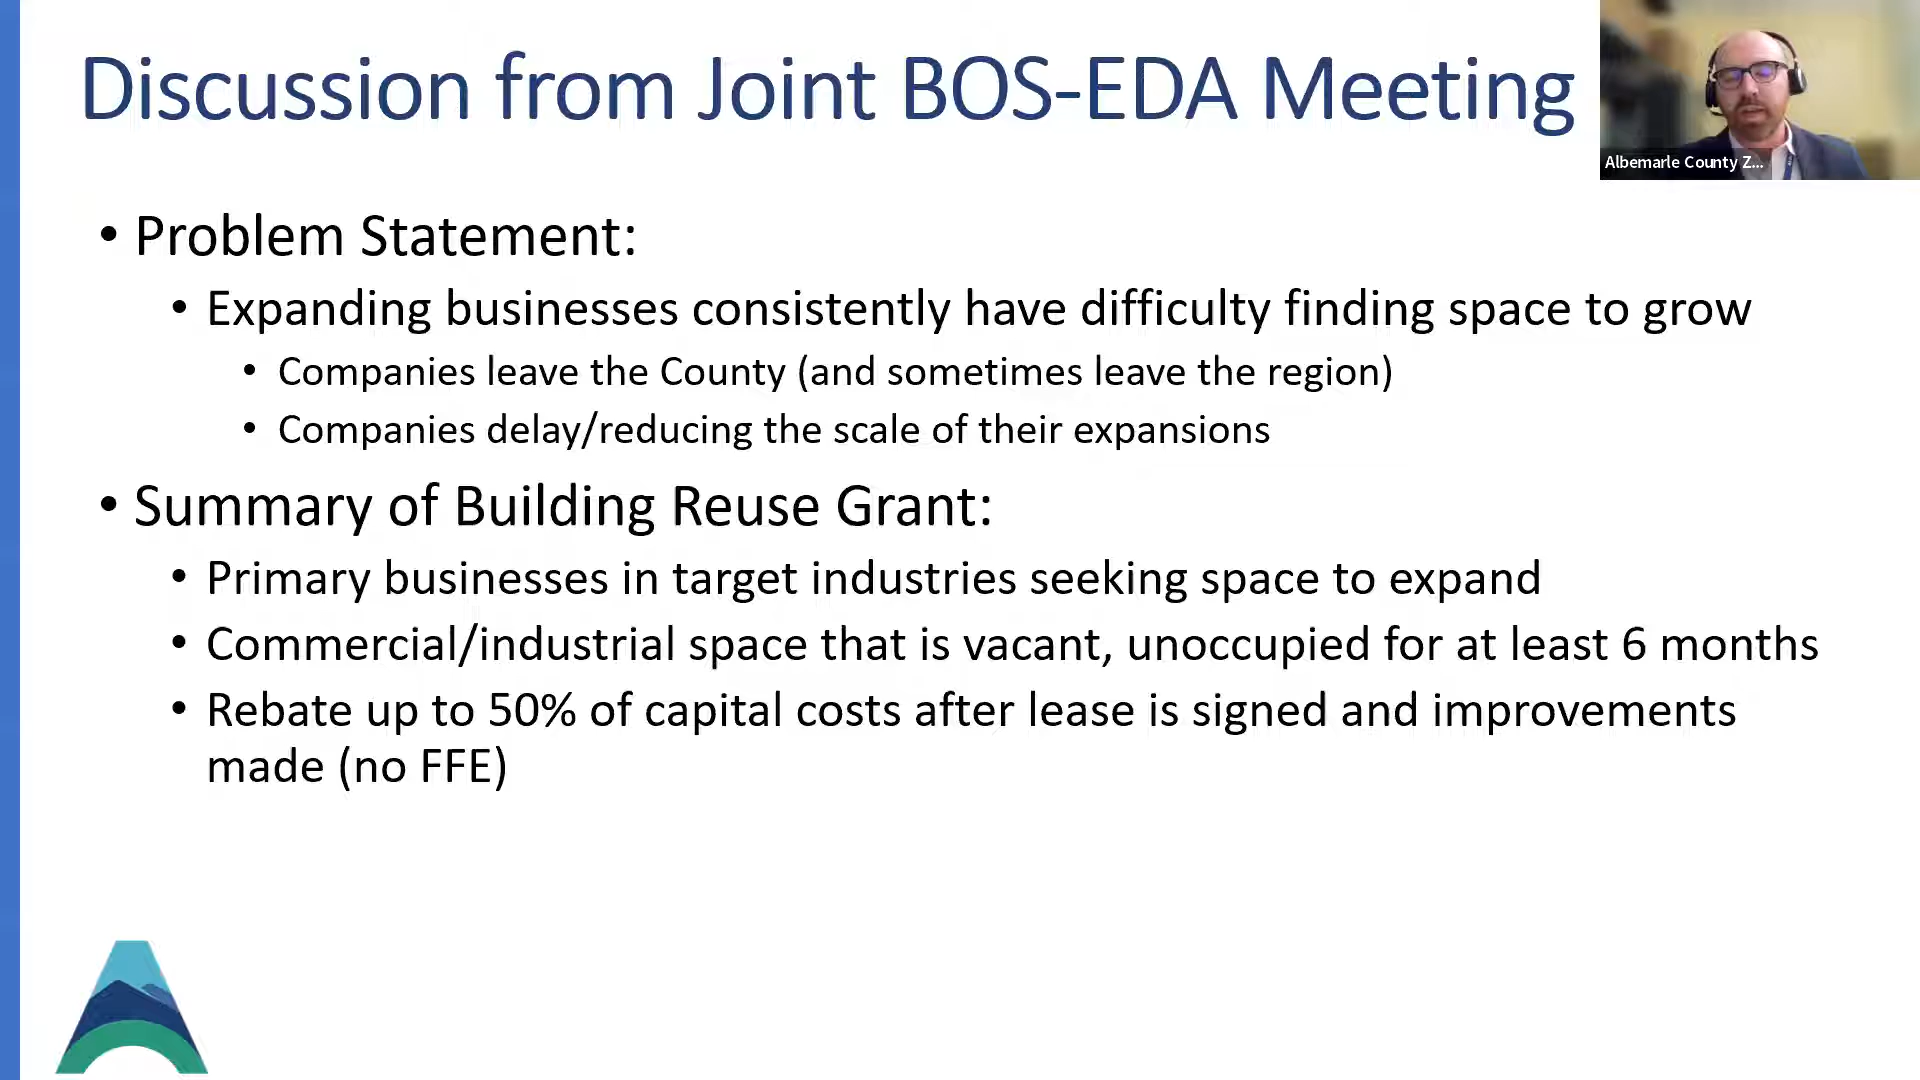 Discussion from Joint BOS-EDA Meeting
Albemarle County Z...
• Problem Statement:
• Expanding businesses consistently have difficulty finding space to grow
• Companies leave the County (and sometimes leave the region)
• Companies delay/reducing the scale of their expansions
• Summary of Building Reuse Grant:
• Primary businesses in target industries seeking space to expand
• Commercial/industrial space that is vacant, unoccupied for at least 6 months
• Rebate up to 50% of capital costs after lease is signed and improvements
made (no FFE)